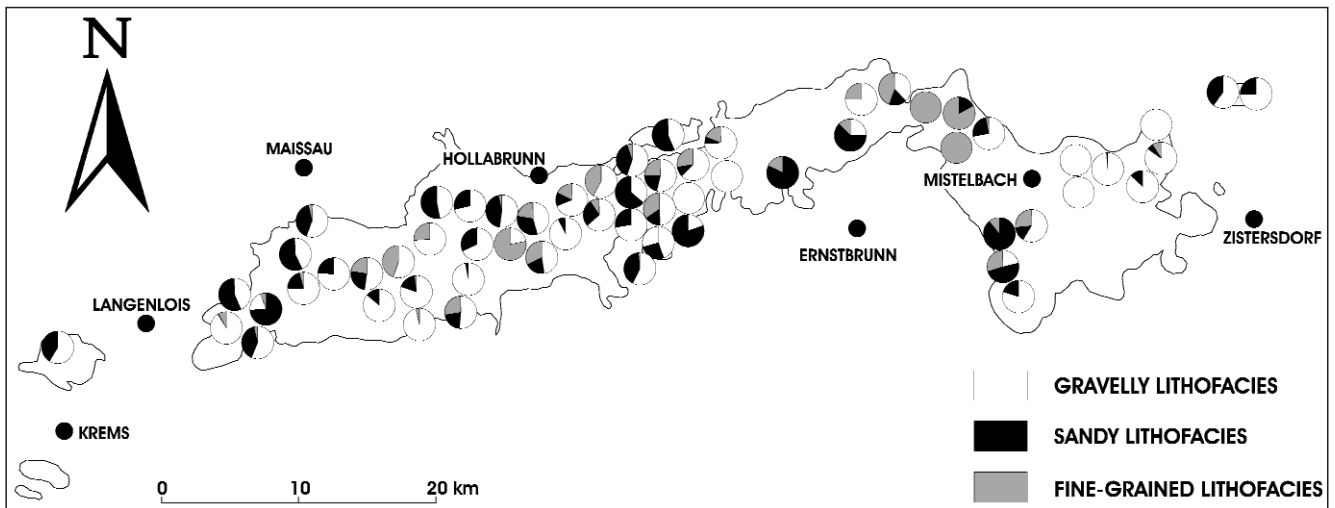 N
MAISSAU
HOLLABRUNN
MISTELBACH
ERNSTBRUNN
ZISTERSDORF
LANGENLOIS
KREMS
GRAVELLY LITHOFACIES
SANDY LITHOFACIES
FINE-GRAINED LITHOFACIES
0 10 20 km